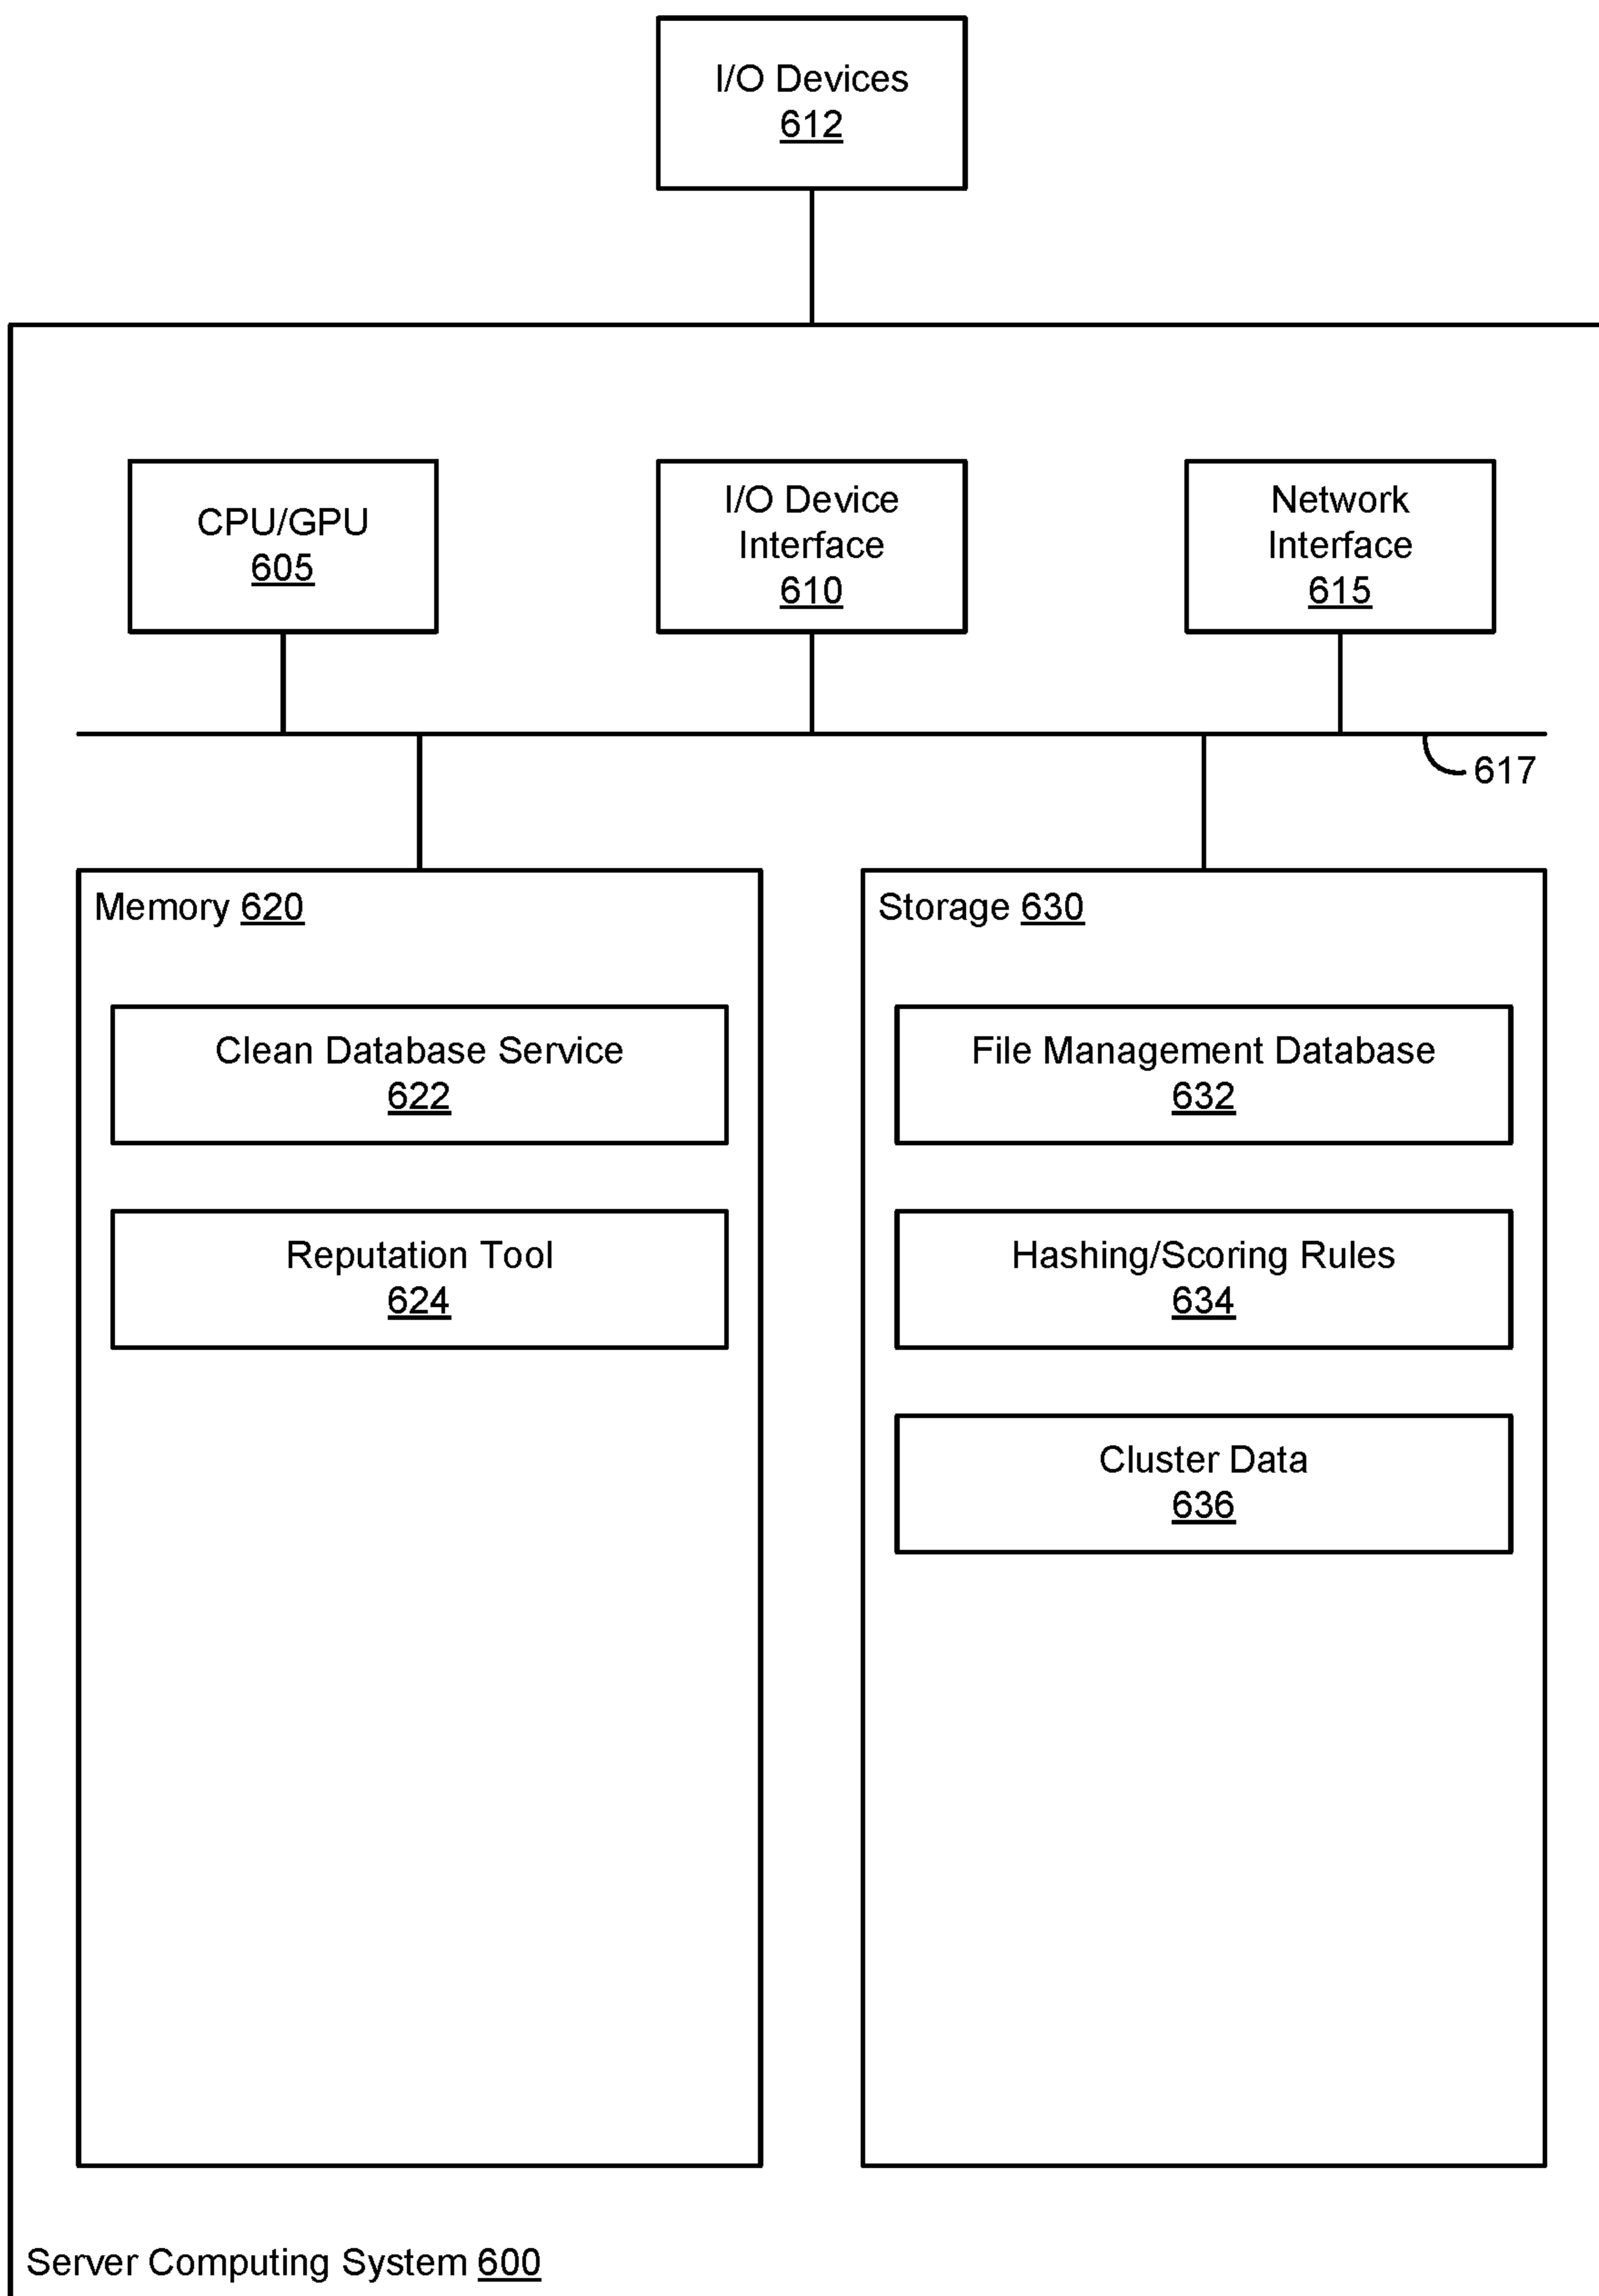 I/O Devices
612
CPU/GPU
605
I/O Device
Interface
610
Network
Interface
615
617
Memory 620
Clean Database Service
622
Reputation Tool
624
Storage 630
File Management Database
632
Hashing/Scoring Rules
634
Cluster Data
636
Server Computing System 600